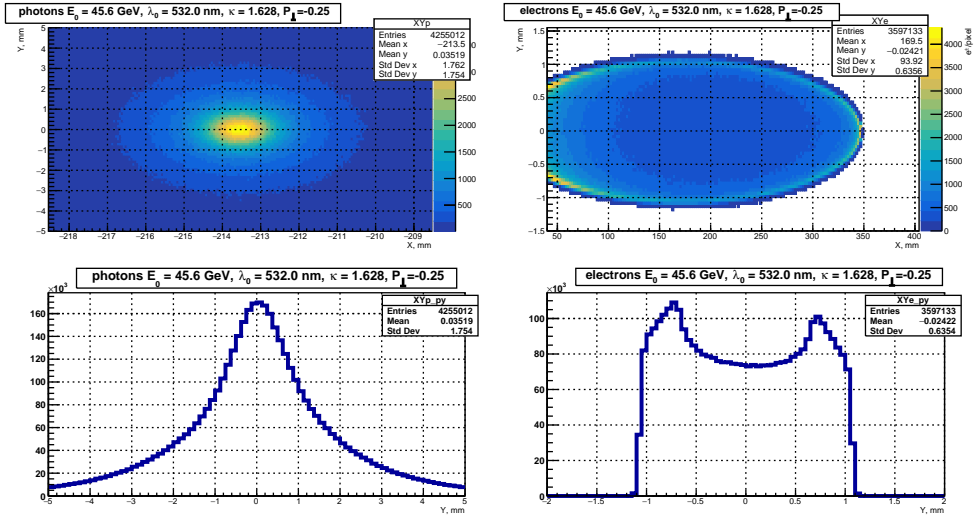 photons E0 = 45.6 GeV, λ0 = 532.0 nm, κ = 1.628, P⊥=-0.25
Y, mm
5
4
3
2
1
0
−1
−2
−3
−4
−5
−218 −217 −216 −215 −214 −213 −212 −211 −210 −209
X, mm
XYp
Entries 4255012
Mean x −213.5
Mean y 0.03519
Std Dev x 1.762
Std Dev y 1.754
2500
2000
1500
1000
500
electrons E0 = 45.6 GeV, λ0 = 532.0 nm, κ = 1.628, P⊥=-0.25
Y, mm
1.5
1
0.5
0
−0.5
−1
−1.5
50 100 150 200 250 300 350 400
X, mm
XYe
Entries 3597133
Mean x 169.5
Mean y −0.02421
Std Dev x 93.92
Std Dev y 0.6356
e-/pixel
4000
3500
3000
2500
2000
1500
1000
500
0
photons E0 = 45.6 GeV, λ0 = 532.0 nm, κ = 1.628, P⊥=-0.25
×10³
160
140
120
100
80
60
40
20
0
−5 −4 −3 −2 −1 0 1 2 3 4 5
Y, mm
XYp_py
Entries 4255012
Mean 0.03519
Std Dev 1.754
electrons E0 = 45.6 GeV, λ0 = 532.0 nm, κ = 1.628, P⊥=-0.25
×10³
100
80
60
40
20
0
−2 −1.5 −1 −0.5 0 0.5 1 1.5 2
Y, mm
XYe_py
Entries 3597133
Mean −0.02422
Std Dev 0.6354